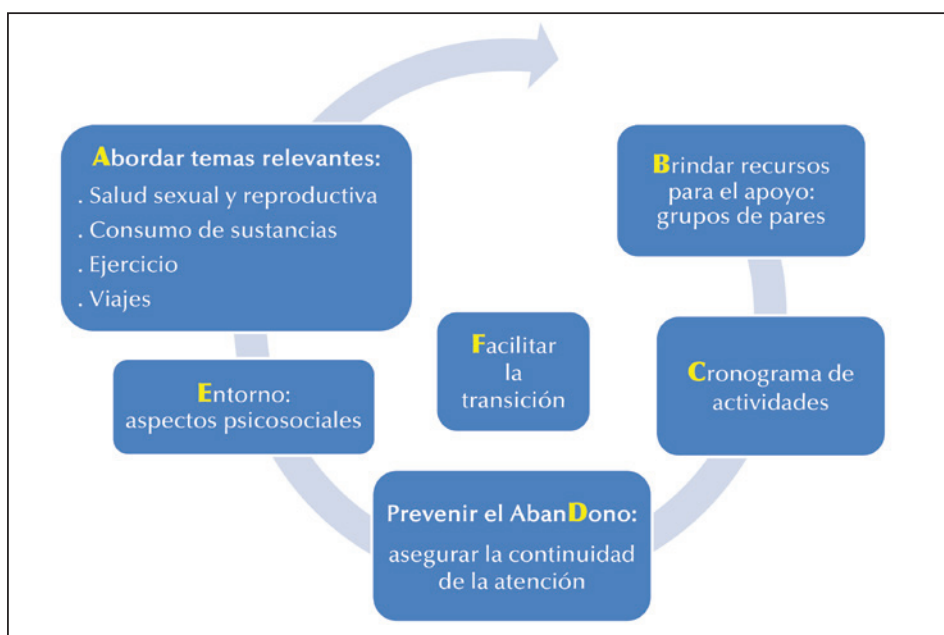 Abordar temas relevantes:
. Salud sexual y reproductiva
. Consumo de sustancias
. Ejercicio
. Viajes
Brindar recursos
para el apoyo:
grupos de pares
Cronograma de
actividades
Prevenir el AbanDono:
asegurar la continuidad
de la atención
Entorno:
aspectos psicosociales
Facilitar
la
transición